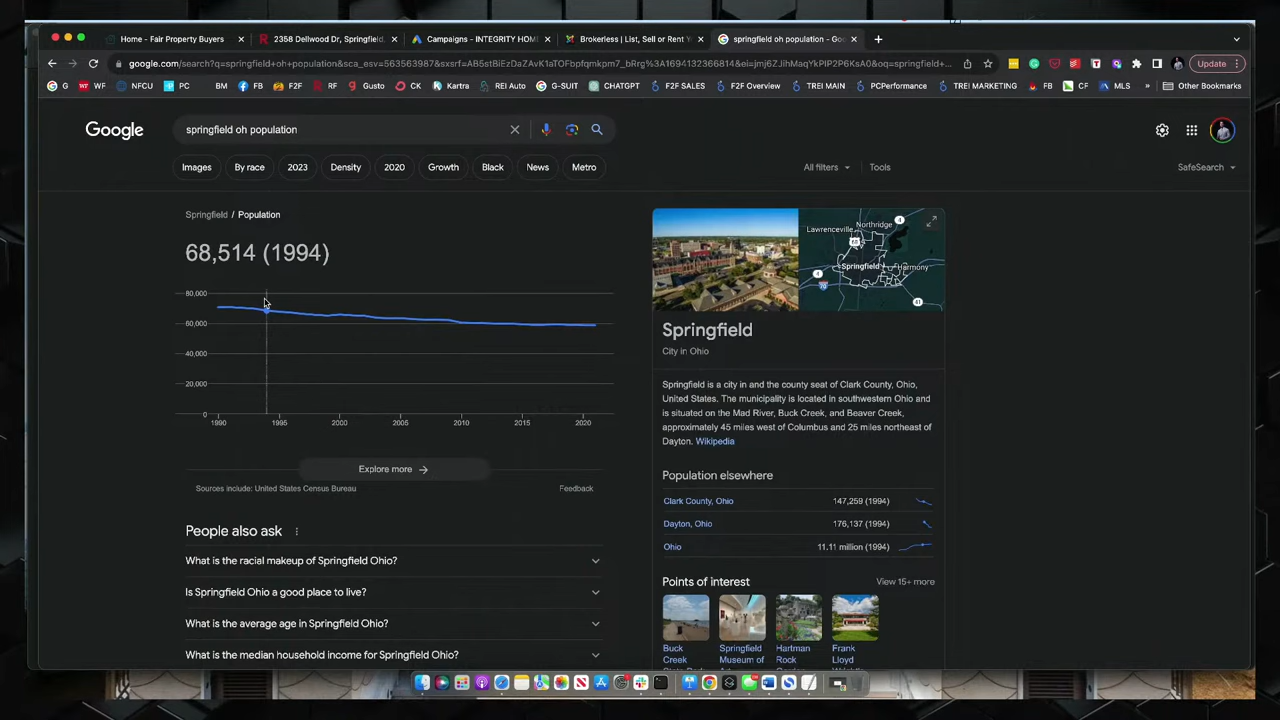 Home - Fair Property Buyers
2358 Dellwood Dr, Springfield,
Campaigns - INTEGRITY HOM
Brokerless | List, Sell or Rent Y
springfield oh population - Go
G G
WF
NFCU
PC
BM
FB
F2F
RF
Gusto
CK
Kartra
REI Auto
G-SUIT
CHATGPT
F2F SALES
F2F Overview
TREI MAIN
PCPerformance
TREI MARKETING
FB
CF
MLS
»
Other Bookmarks
Update
Google
springfield oh population
Images
By race
2023
Density
2020
Growth
Black
News
Metro
All filters
Tools
SafeSearch
Springfield / Population
68,514 (1994)
80,000
60,000
40,000
20,000
0
1990
1995
2000
2005
2010
2015
2020
Explore more
Sources include: United States Census Bureau
Feedback
People also ask
What is the racial makeup of Springfield Ohio?
Is Springfield Ohio a good place to live?
What is the average age in Springfield Ohio?
What is the median household income for Springfield Ohio?
Lawrenceville
Northridge
Springfield
Harmony
4
4
41
Springfield
City in Ohio
Springfield is a city in and the county seat of Clark County, Ohio,
United States. The municipality is located in southwestern Ohio and
is situated on the Mad River, Buck Creek, and Beaver Creek,
approximately 45 miles west of Columbus and 25 miles northeast of
Dayton. Wikipedia
Population elsewhere
Clark County, Ohio 147,259 (1994)
Dayton, Ohio 176,137 (1994)
Ohio 11.11 million (1994)
Points of interest
View 15+ more
Buck
Creek
Springfield
Museum of
Hartman
Rock
Frank
Lloyd